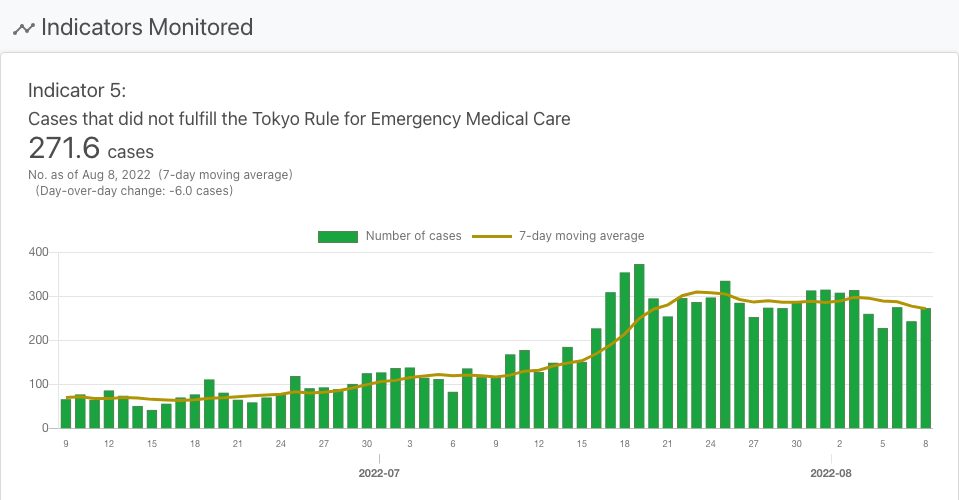 Indicators Monitored
Indicator 5:
Cases that did not fulfill the Tokyo Rule for Emergency Medical Care
271.6 cases
No. as of Aug 8, 2022 (7-day moving average)
(Day-over-day change: -6.0 cases)
Number of cases 7-day moving average
400
300
200
100
0
9 12 15 18 21 24 27 30 3 6 9 12 15 18 21 24 27 30 2 5 8
2022-07 2022-08